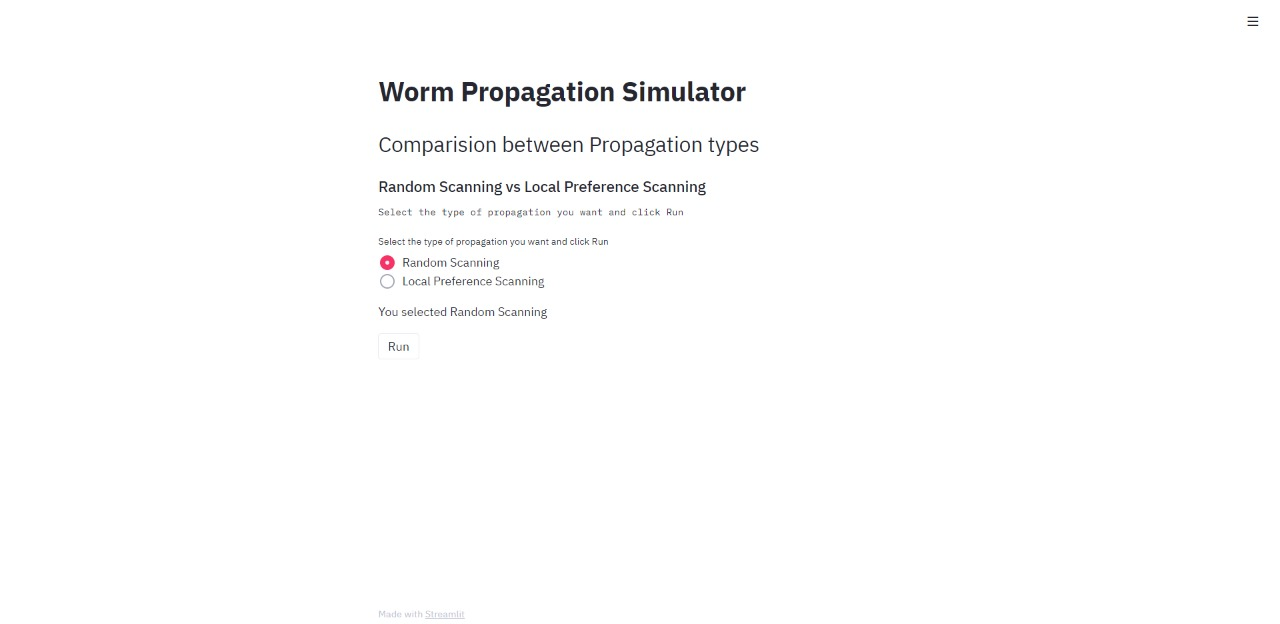 Worm Propagation Simulator
Comparision between Propagation types
Random Scanning vs Local Preference Scanning
Select the type of propagation you want and click Run
Select the type of propagation you want and click Run
Random Scanning
Local Preference Scanning
You selected Random Scanning
Run
Made with Streamlit